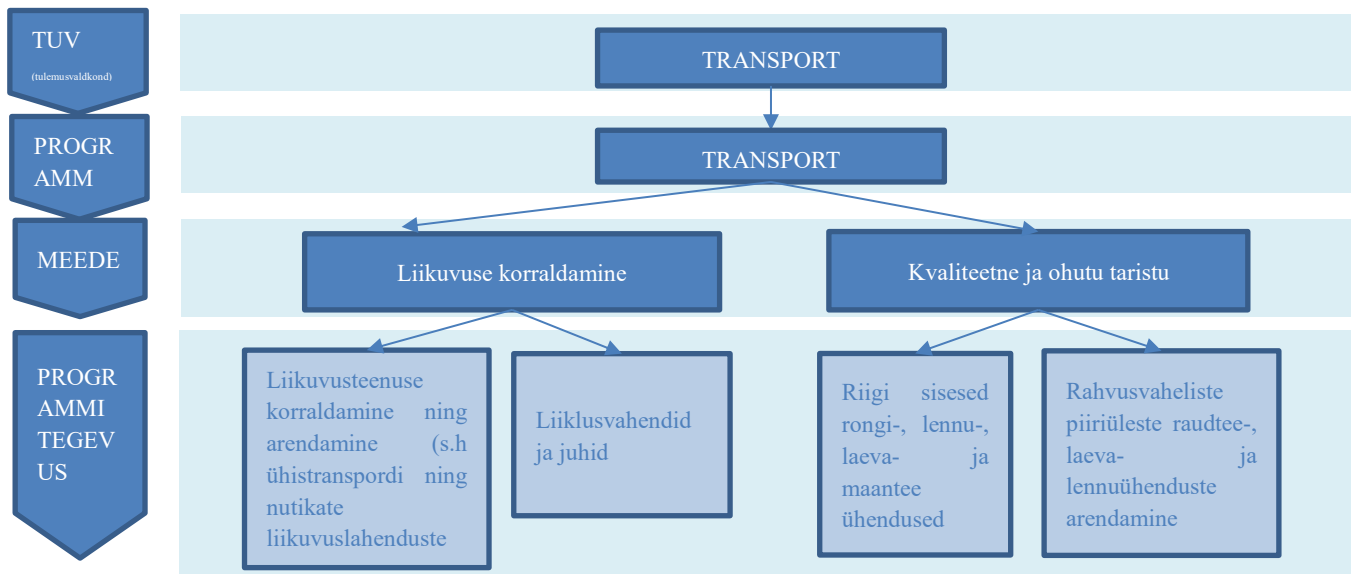 TUV
(tulemusvaldkond)
TRANSPORT
PROGR
AMM
TRANSPORT
MEEDE
Liikuvuse korraldamine
Kvaliteetne ja ohutu taristu
PROGR
AMMI
TEGEV
US
Liikuvusteenuse
korraldamine ning
arendamine (s.h
ühistranspordi ning
nutikate
liikuvuslahenduste
Liiklusvahendid
ja juhid
Riigi sisesed
rongi-, lennu-,
laeva- ja
maantee
ühendused
Rahvusvaheliste
piiriüleste raudtee-,
laeva- ja
lennuühenduste
arendamine